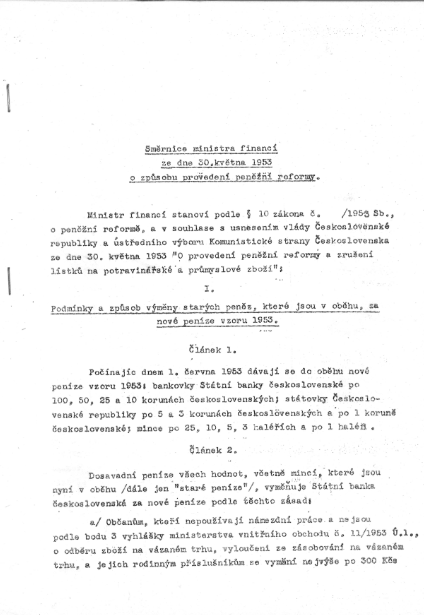 Směrnice ministra financí
ze dne 30.května 1953
o způsobu provedení peněžní reformy.
Ministr financí stanoví podle § 10 zákona č. /1953 Sb.,
o peněžní reformě, a v souhlase s usnesením vlády Československé
republiky a ústředního výboru Komunistické strany Československa
ze dne 30. května 1953 "O provedení peněžní reformy a zrušení
lístků na potravinářské a průmyslové zboží";
I.
Podmínky a způsob výměny starých peněz, které jsou v oběhu, za
nové peníze vzoru 1953.
Článek 1.
Počínajíc dnem 1. června 1953 dávají se do oběhu nové
peníze vzoru 1953: bankovky Státní banky československé po
100, 50, 25 a 10 korunách československých; státovky Českoslo-
venské republiky po 5 a 3 korunách československých a po 1 koruně
československé; mince po 25, 10, 5, 3 haléřích a po 1 haléři.
Článek 2.
Dosavadní peníze všech hodnot, včetně mincí, které jsou
nyní v oběhu /dále jen "staré peníze"/, vyměňuje Státní banka
československá za nové peníze podle těchto zásad:
a/ Občanům, kteří nepoužívají námezdní práce a nejsou
podle bodu 3 vyhlášky ministerstva vnitřního obchodu č. 11/1953 Ú.l.,
o odběru zboží na vázaném trhu, vyloučeni ze zásobování na vázaném
trhu, a jejich rodinným příslušníkům se vymění nejvýše po 300 Kčs